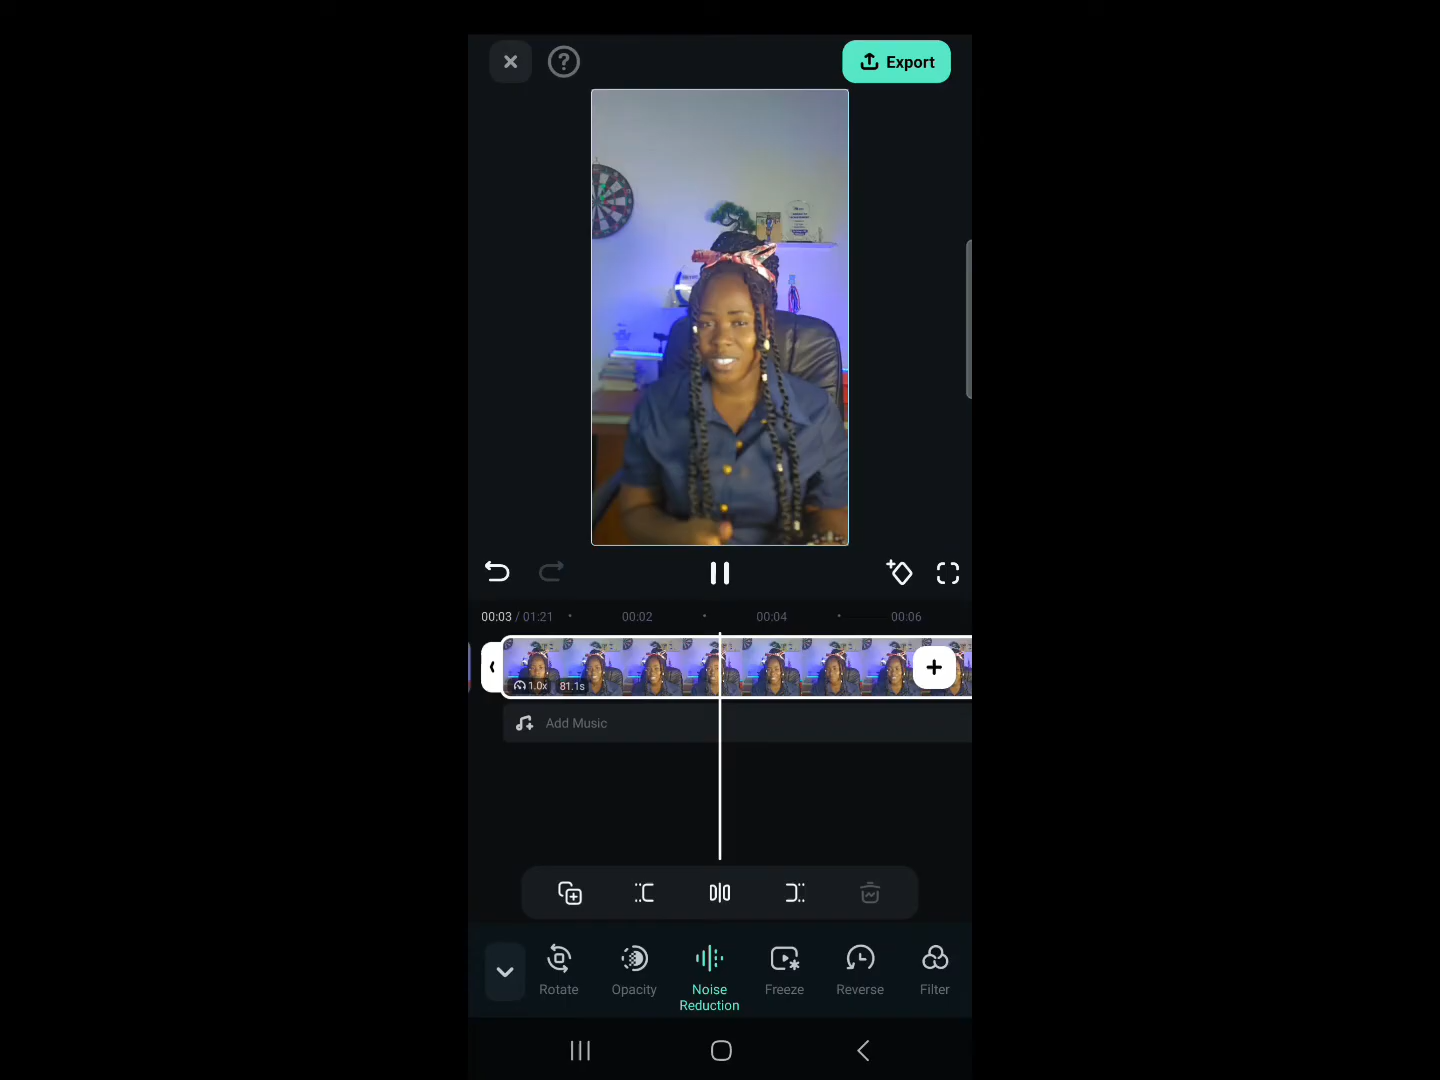 Export
00:03 / 01:21
00:02
00:04
00:06
1.0x 81.1s
Add Music
Rotate
Opacity
Noise
Reduction
Freeze
Reverse
Filter